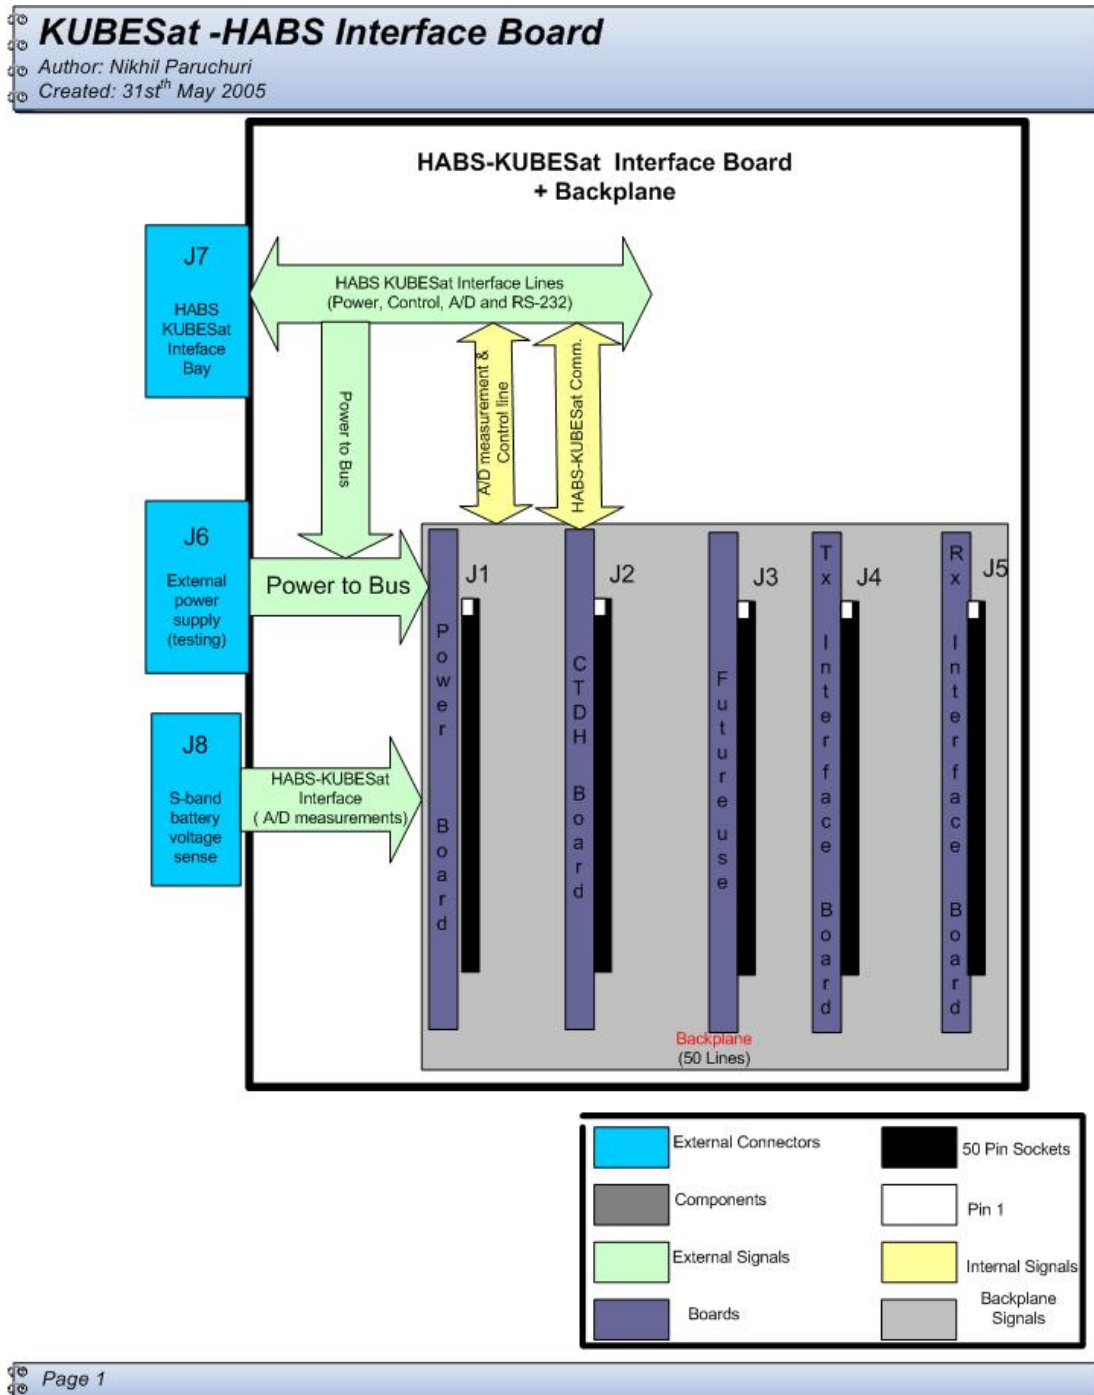 KUBESat -HABS Interface Board
Author: Nikhil Paruchuri
Created: 31st^th May 2005
HABS-KUBESat Interface Board
+ Backplane
J7
HABS
KUBESat
Inteface
Bay
HABS KUBESat Interface Lines
(Power, Control, A/D and RS-232)
Power to Bus
A/D measurement &
Control line
HABS-KUBESat Comm.
J6
External
power
supply
(testing)
Power to Bus
J8
S-band
battery
voltage
sense
HABS-KUBESat
Interface
( A/D measurements)
Power Board
J1
CTDH Board
J2
Future use
J3
Tx Interface Board
J4
Rx Interface Board
J5
Backplane
(50 Lines)
External Connectors
50 Pin Sockets
Components
Pin 1
External Signals
Internal Signals
Boards
Backplane
Signals
Page 1